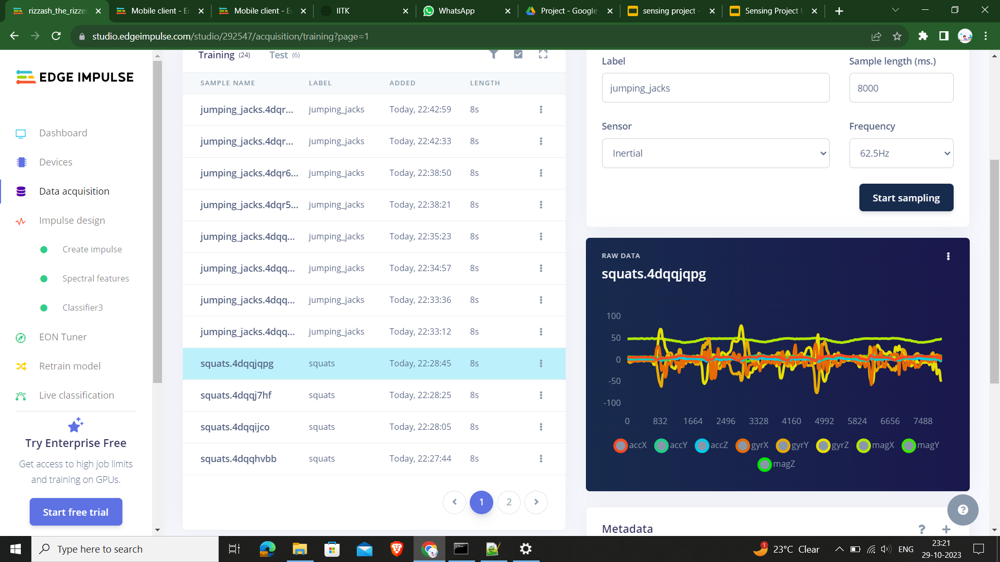 rizzash_the_rizzer
Mobile client - Ed
Mobile client - Ed
IITK
WhatsApp
Project - Google
sensing project -
Sensing Project U
studio.edgeimpulse.com/studio/292547/acquisition/training?page=1
EDGE IMPULSE
Dashboard
Devices
Data acquisition
Impulse design
Create impulse
Spectral features
Classifier3
EON Tuner
Retrain model
Live classification
Try Enterprise Free
Get access to high job limits
and training on GPUs.
Start free trial
Training (24) Test (6)
SAMPLE NAME LABEL ADDED LENGTH
jumping_jacks.4dqr... jumping_jacks Today, 22:42:59 8s
jumping_jacks.4dqr... jumping_jacks Today, 22:42:33 8s
jumping_jacks.4dqr6... jumping_jacks Today, 22:38:50 8s
jumping_jacks.4dqr5... jumping_jacks Today, 22:38:21 8s
jumping_jacks.4dqq... jumping_jacks Today, 22:35:23 8s
jumping_jacks.4dqq... jumping_jacks Today, 22:34:57 8s
jumping_jacks.4dqq... jumping_jacks Today, 22:33:36 8s
jumping_jacks.4dqq... jumping_jacks Today, 22:33:12 8s
squats.4dqqjqpg squats Today, 22:28:45 8s
squats.4dqqj7hf squats Today, 22:28:25 8s
squats.4dqqijco squats Today, 22:28:05 8s
squats.4dqqhvbb squats Today, 22:27:44 8s
1 2
Label Sample length (ms.)
jumping_jacks 8000
Sensor Frequency
Inertial 62.5Hz
Start sampling
RAW DATA
squats.4dqqjqpg
100
50
0
-50
-100
0 832 1664 2496 3328 4160 4992 5824 6656 7488
accX accY accZ gyrX gyrY gyrZ magX magY
magZ
Metadata ? +
?
Type here to search
1
23°C Clear
ENG
23:21
29-10-2023